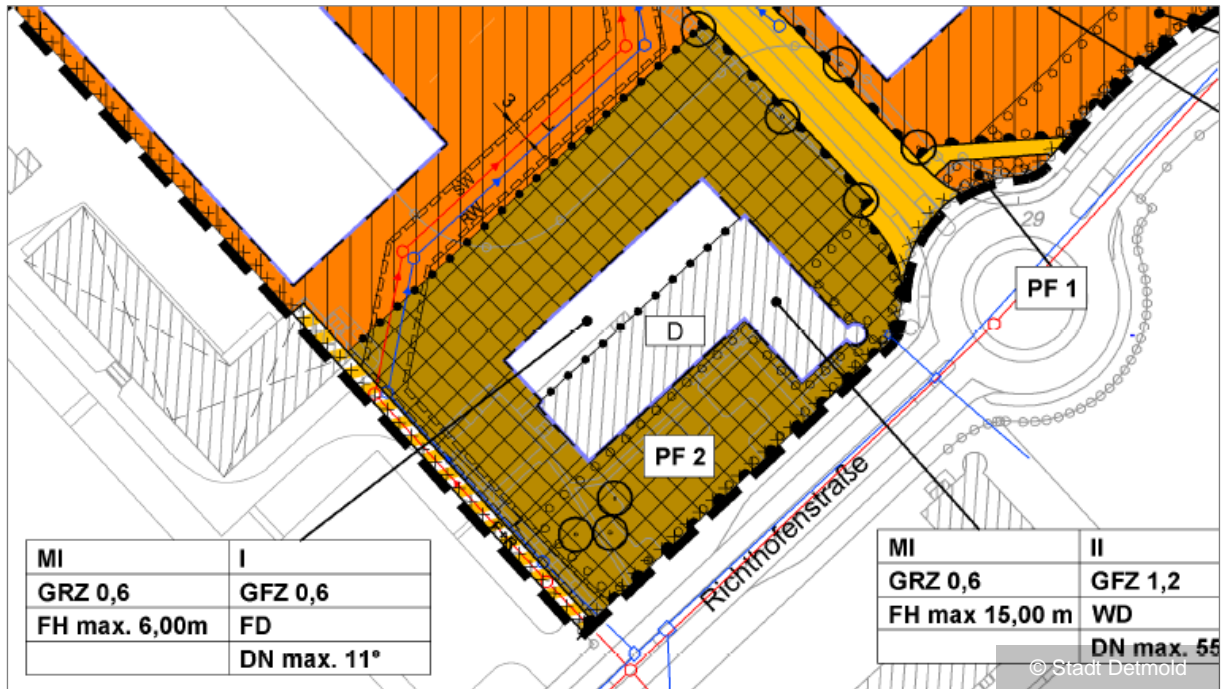 3
L
SW
RW
29
PF 1
D
PF 2
Richthofenstraße
MI I
GRZ 0,6 GFZ 0,6
FH max. 6,00m FD
DN max. 11°
MI II
GRZ 0,6 GFZ 1,2
FH max 15,00 m WD
DN max. 55
© Stadt Detmold